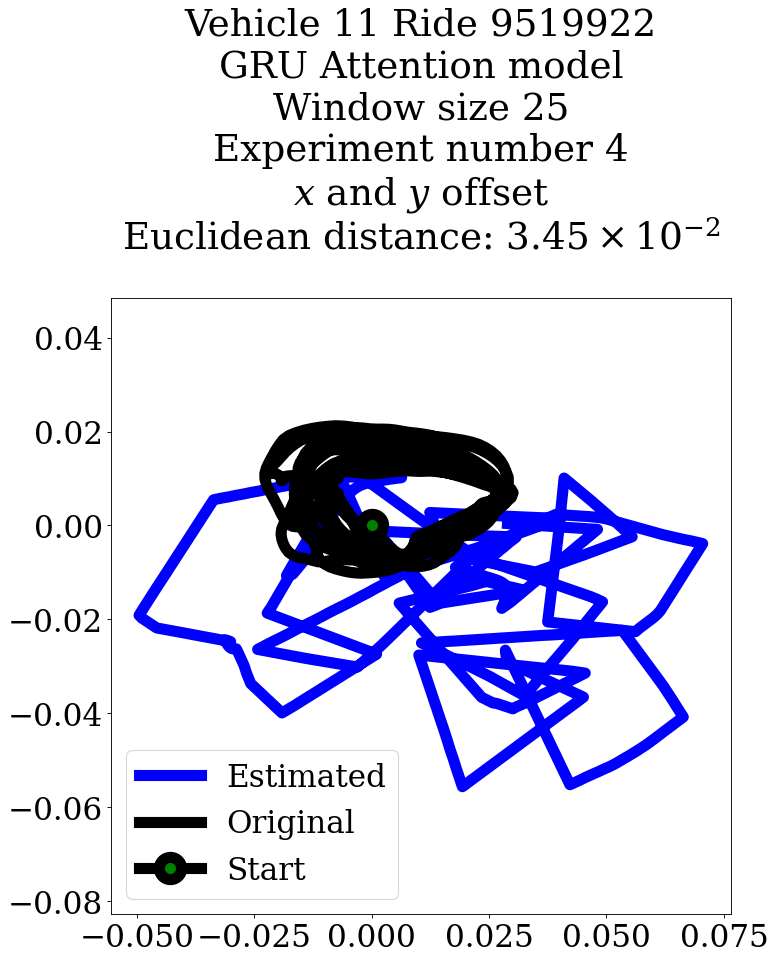 Vehicle 11 Ride 9519922
GRU Attention model
Window size 25
Experiment number 4
x and y offset
Euclidean distance: 3.45 × 10⁻²
0.04
0.02
0.00
−0.02
−0.04
−0.06
−0.08
Estimated
Original
Start
−0.050 −0.025 0.000 0.025 0.050 0.075